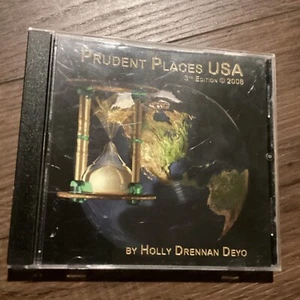 PRUDENT PLACES USA
3RD EDITION © 2008
BY HOLLY DRENNAN DEYO